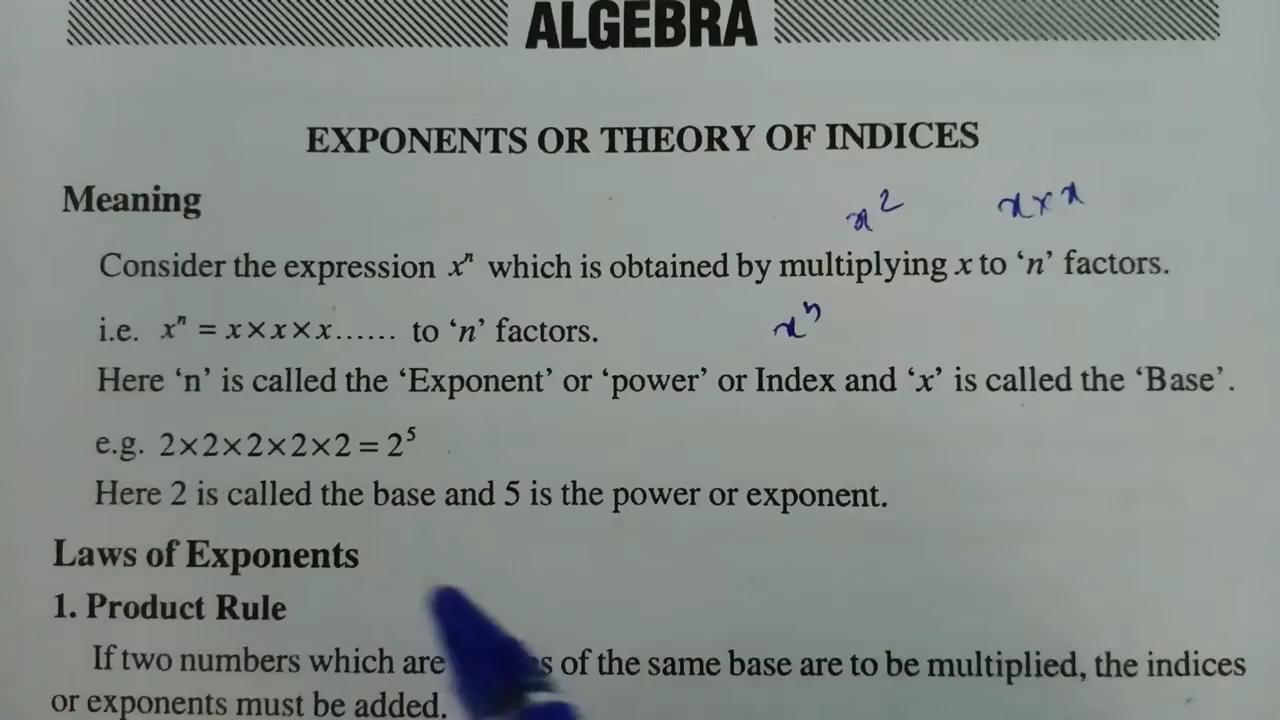 ALGEBRA
EXPONENTS OR THEORY OF INDICES
Meaning
x² x×x
Consider the expression xⁿ which is obtained by multiplying x to ‘n’ factors.
i.e. xⁿ = x×x×x...... to ‘n’ factors. xⁿ
Here ‘n’ is called the ‘Exponent’ or ‘power’ or Index and ‘x’ is called the ‘Base’.
e.g. 2×2×2×2×2 = 2⁵
Here 2 is called the base and 5 is the power or exponent.
Laws of Exponents
1. Product Rule
If two numbers which are of the same base are to be multiplied, the indices
or exponents must be added.